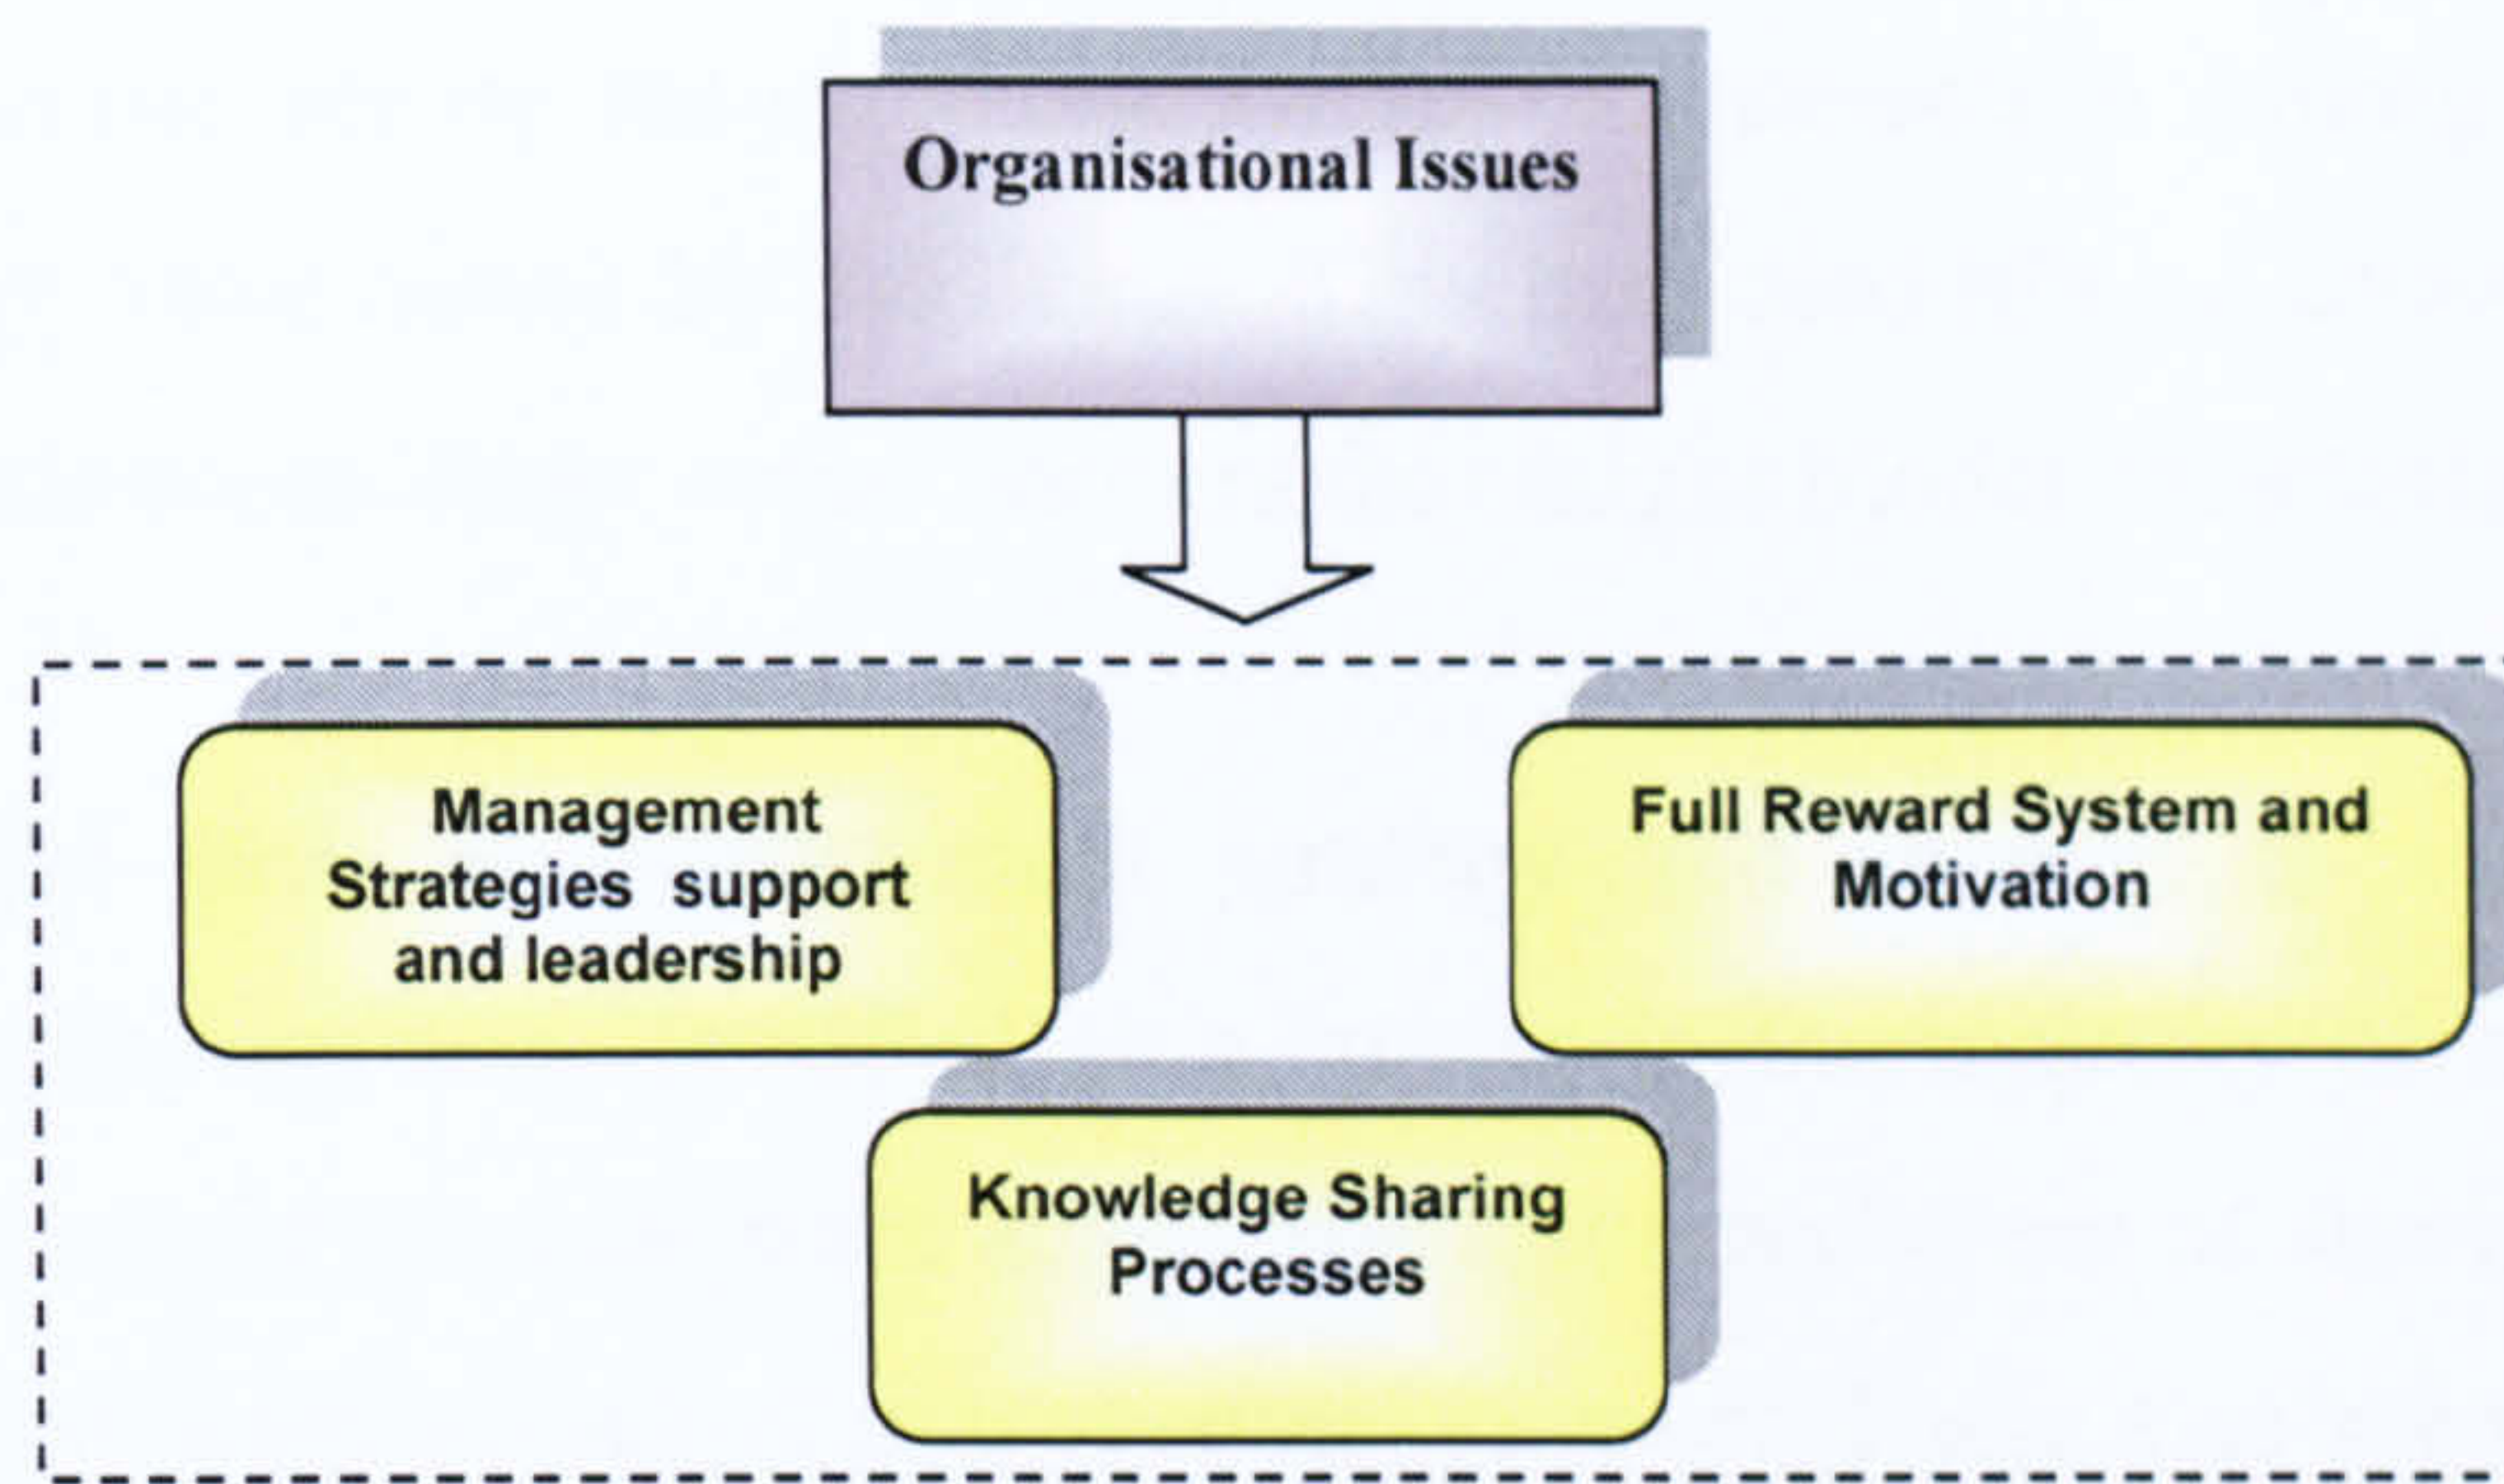 Organisational Issues
Management
Strategies  support
and leadership
Full Reward System and
Motivation
Knowledge Sharing
Processes